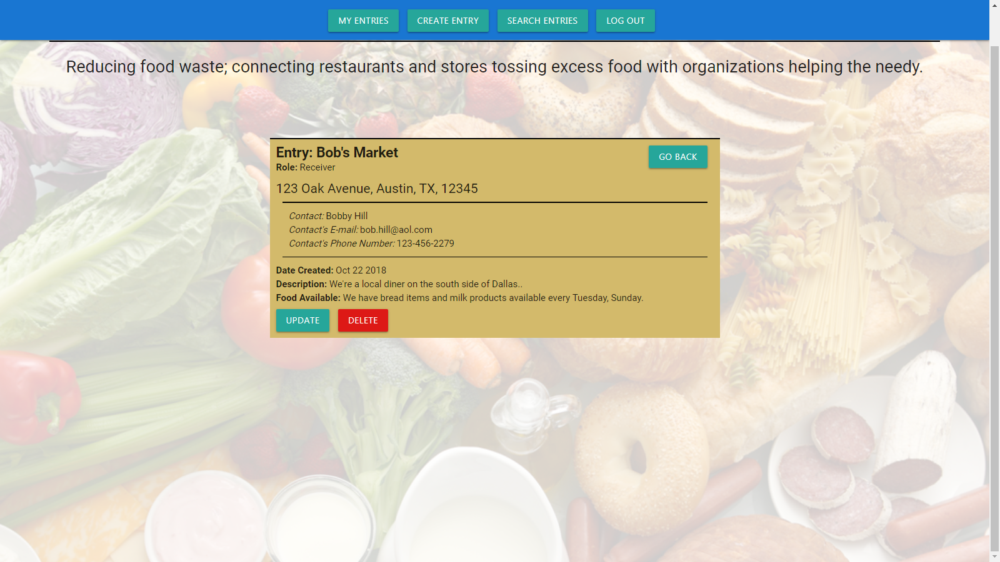 MY ENTRIES CREATE ENTRY SEARCH ENTRIES LOG OUT
Reducing food waste; connecting restaurants and stores tossing excess food with organizations helping the needy.
Entry: Bob's Market
GO BACK
Role: Receiver
123 Oak Avenue, Austin, TX, 12345
Contact: Bobby Hill
Contact's E-mail: bob.hill@aol.com
Contact's Phone Number: 123-456-2279
Date Created: Oct 22 2018
Description: We're a local diner on the south side of Dallas..
Food Available: We have bread items and milk products available every Tuesday, Sunday.
UPDATE DELETE